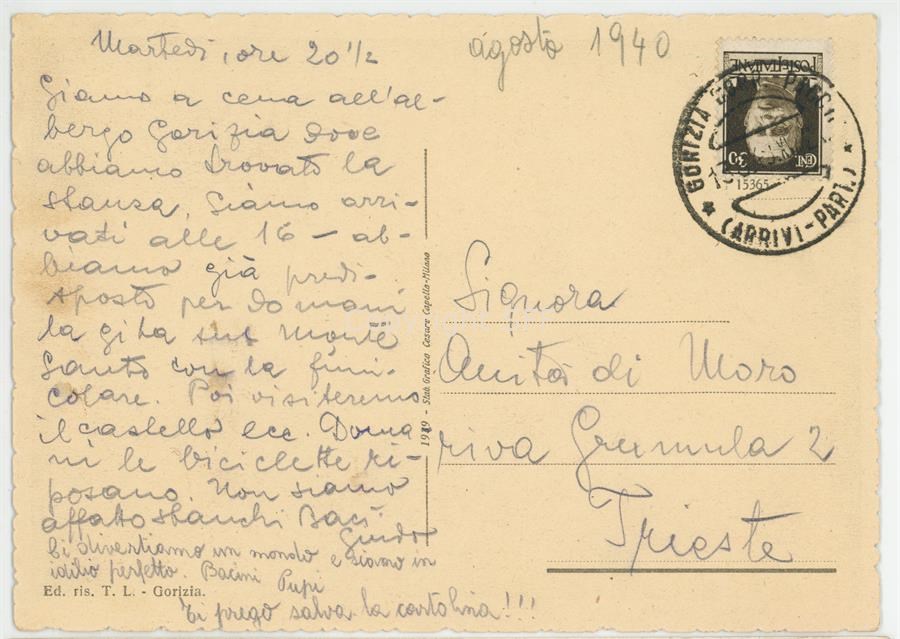 Martedì, ore 20 1/2
agosto 1940
Siamo a cena all'al-
bergo Gorizia dove
abbiamo trovato la
stanza. Siamo arri-
vati alle 16 - ab-
biamo già predi-
sposto per domani
la gita sul Monte
Santo con la funi-
colare. Poi visiteremo
il castello ecc. Doma
ni le biciclette ri-
posano. Non siamo
affatto stanchi Baci
Guido
Ci divertiamo un mondo e siamo in
idilio perfetto. Bacini Pupi
Ed. ris. T. L. - Gorizia.
Ti prego salva la cartolina!!!
1939 - Stab. Grafico Cesare Capello-Milano
POSTE ITALIANE
CENT. 30
GORIZIA
(ARRIVI-PART.)
15365
Signora
Anita di Moro
riva Grumula 2
Trieste